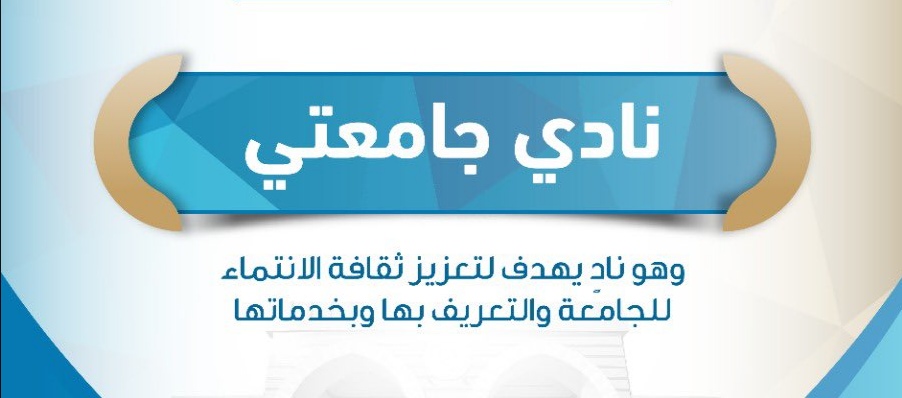 نادي جامعتي
وهو نادٍ يهدف لتعزيز ثقافة الانتماء
للجامعة والتعريف بها وبخدماتها